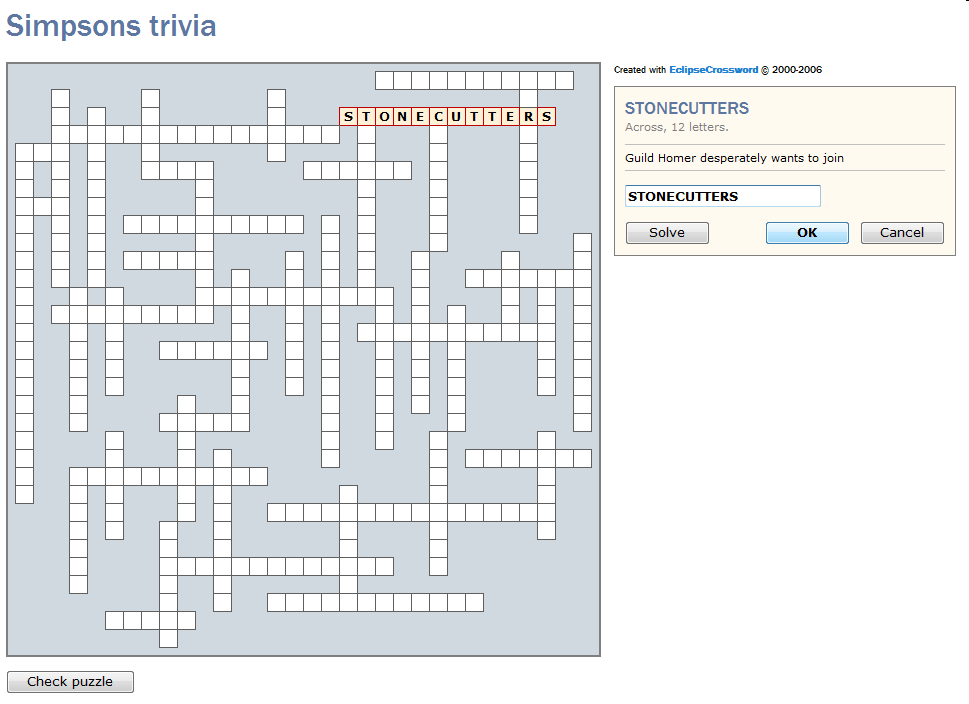 Simpsons trivia
Created with EclipseCrossword © 2000-2006
STONECUTTERS
STONECUTTERS
Across, 12 letters.
Guild Homer desperately wants to join
STONECUTTERS
Solve OK Cancel
Check puzzle